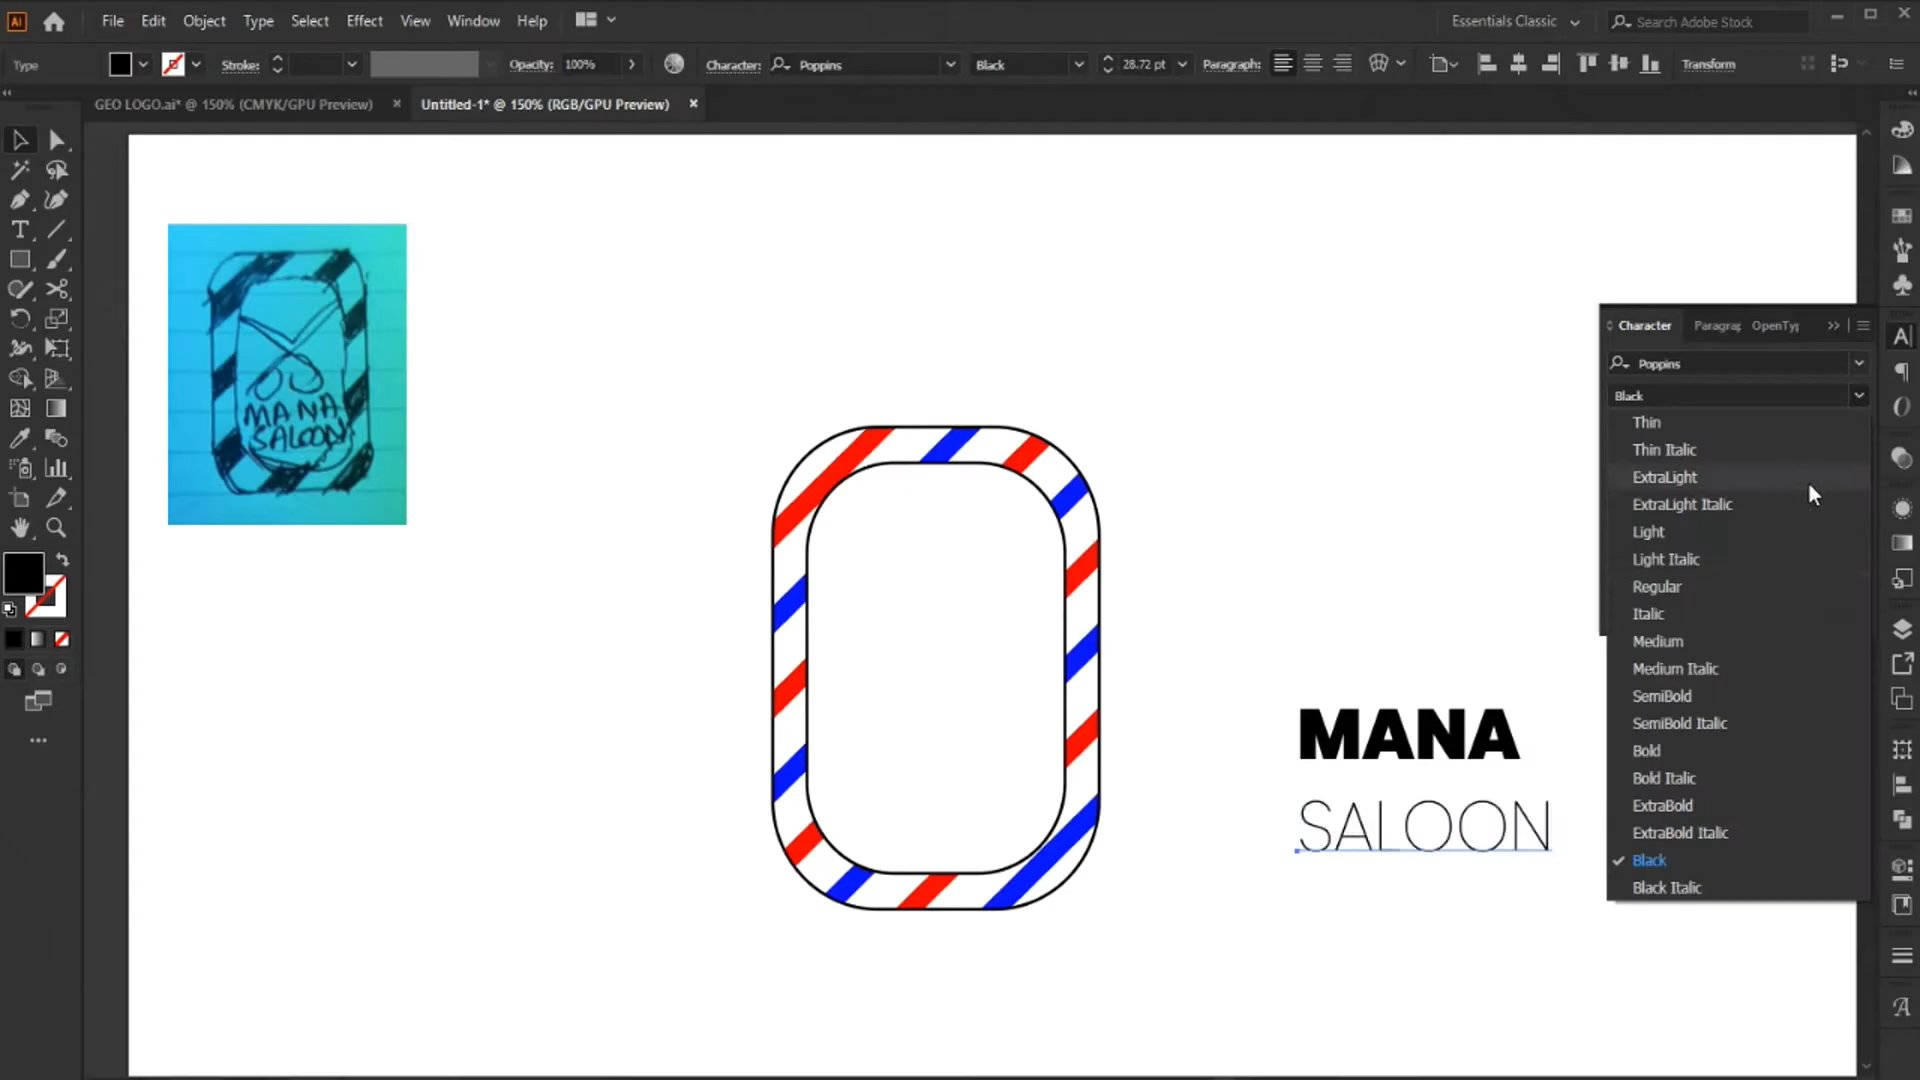 Ai File Edit Object Type Select Effect View Window Help Essentials Classic Search Adobe Stock
Type Stroke: Opacity: 100% Character: Poppins Black 28.72 pt Paragraph: Transform
GEO LOGO.ai* @ 150% (CMYK/GPU Preview) × Untitled-1* @ 150% (RGB/GPU Preview) ×
MANA
SALOON
Character Paragrap OpenTyp
Poppins
Black
Thin
Thin Italic
ExtraLight
ExtraLight Italic
Light
Light Italic
Regular
Italic
Medium
Medium Italic
SemiBold
SemiBold Italic
Bold
Bold Italic
ExtraBold
ExtraBold Italic
Black
Black Italic
MANA
SALOON